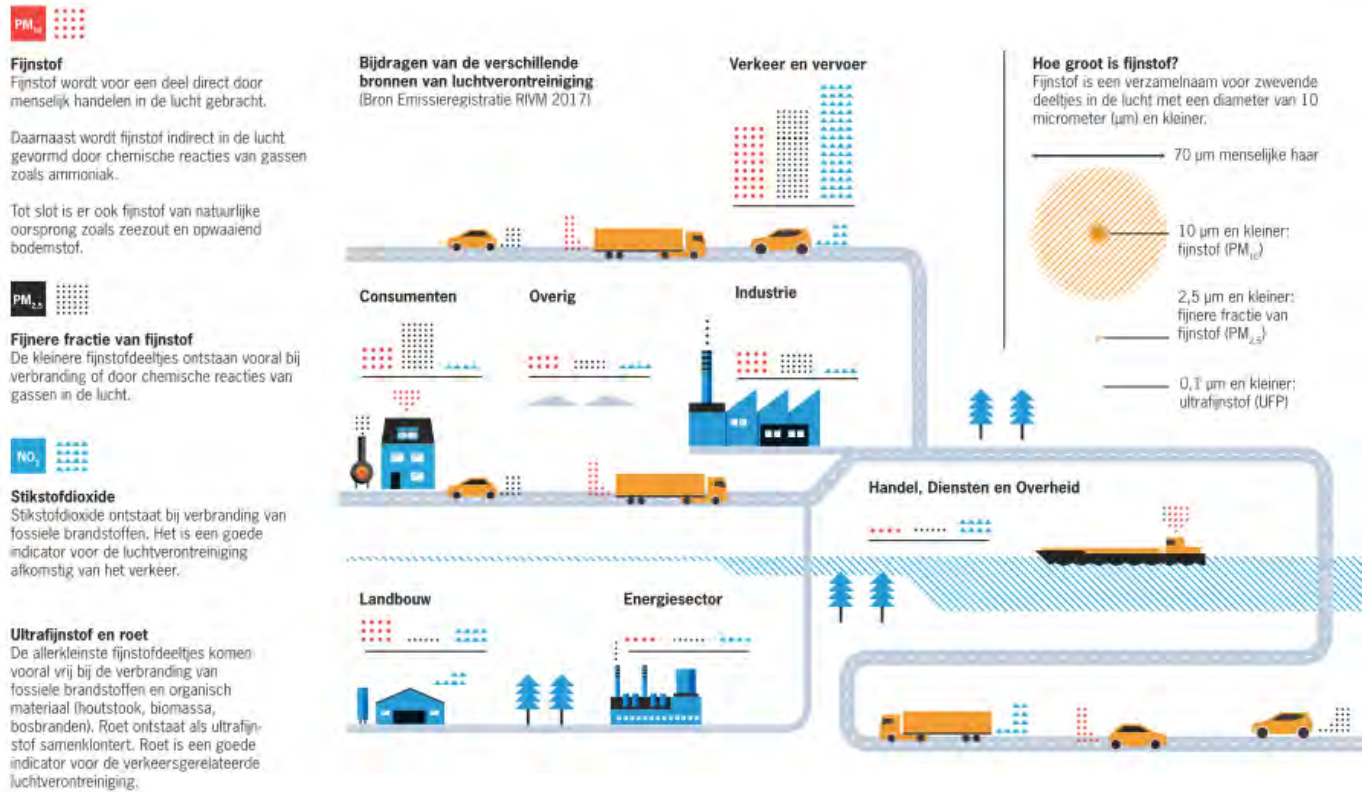 PM10
Fijnstof
Fijnstof wordt voor een deel direct door
menselijk handelen in de lucht gebracht.
Daarnaast wordt fijnstof indirect in de lucht
gevormd door chemische reacties van gassen
zoals ammoniak.
Tot slot is er ook fijnstof van natuurlijke
oorsprong zoals zeezout en opwaaiend
bodemstof.
PM2,5
Fijnere fractie van fijnstof
De kleinere fijnstofdeeltjes ontstaan vooral bij
verbranding of door chemische reacties van
gassen in de lucht.
NO2
Stikstofdioxide
Stikstofdioxide ontstaat bij verbranding van
fossiele brandstoffen. Het is een goede
indicator voor de luchtverontreiniging
afkomstig van het verkeer.
Ultrafijnstof en roet
De allerkleinste fijnstofdeeltjes komen
vooral vrij bij de verbranding van
fossiele brandstoffen en organisch
materiaal (houtstook, biomassa,
bosbranden). Roet ontstaat als ultrafijn-
stof samenklontert. Roet is een goede
indicator voor de verkeersgerelateerde
luchtverontreiniging.
Bijdragen van de verschillende
bronnen van luchtverontreiniging
(Bron Emissieregistratie RIVM 2017)
Verkeer en vervoer
Consumenten
Overig
Industrie
Handel, Diensten en Overheid
Landbouw
Energiesector
Hoe groot is fijnstof?
Fijnstof is een verzamelnaam voor zwevende
deeltjes in de lucht met een diameter van 10
micrometer (µm) en kleiner.
70 µm menselijke haar
10 µm en kleiner:
fijnstof (PM10)
2,5 µm en kleiner:
fijnere fractie van
fijnstof (PM2,5)
0,1 µm en kleiner:
ultrafijnstof (UFP)